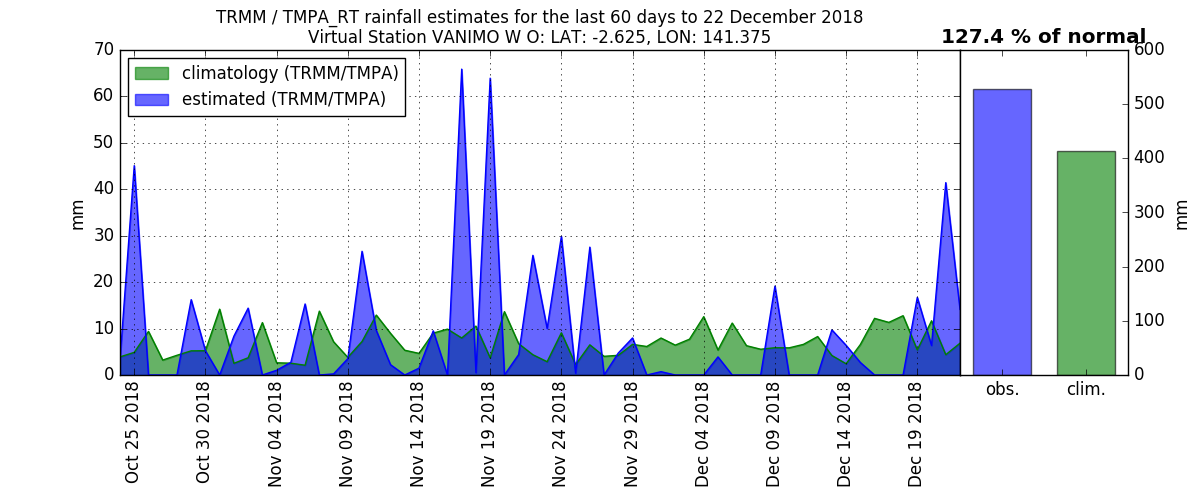 TRMM / TMPA_RT rainfall estimates for the last 60 days to 22 December 2018
Virtual Station VANIMO W O: LAT: -2.625, LON: 141.375
127.4 % of normal
climatology (TRMM/TMPA)
estimated (TRMM/TMPA)
70
60
50
40
30
20
10
0
mm
Oct 25 2018
Oct 30 2018
Nov 04 2018
Nov 09 2018
Nov 14 2018
Nov 19 2018
Nov 24 2018
Nov 29 2018
Dec 04 2018
Dec 09 2018
Dec 14 2018
Dec 19 2018
obs.
clim.
600
500
400
300
200
100
0
mm